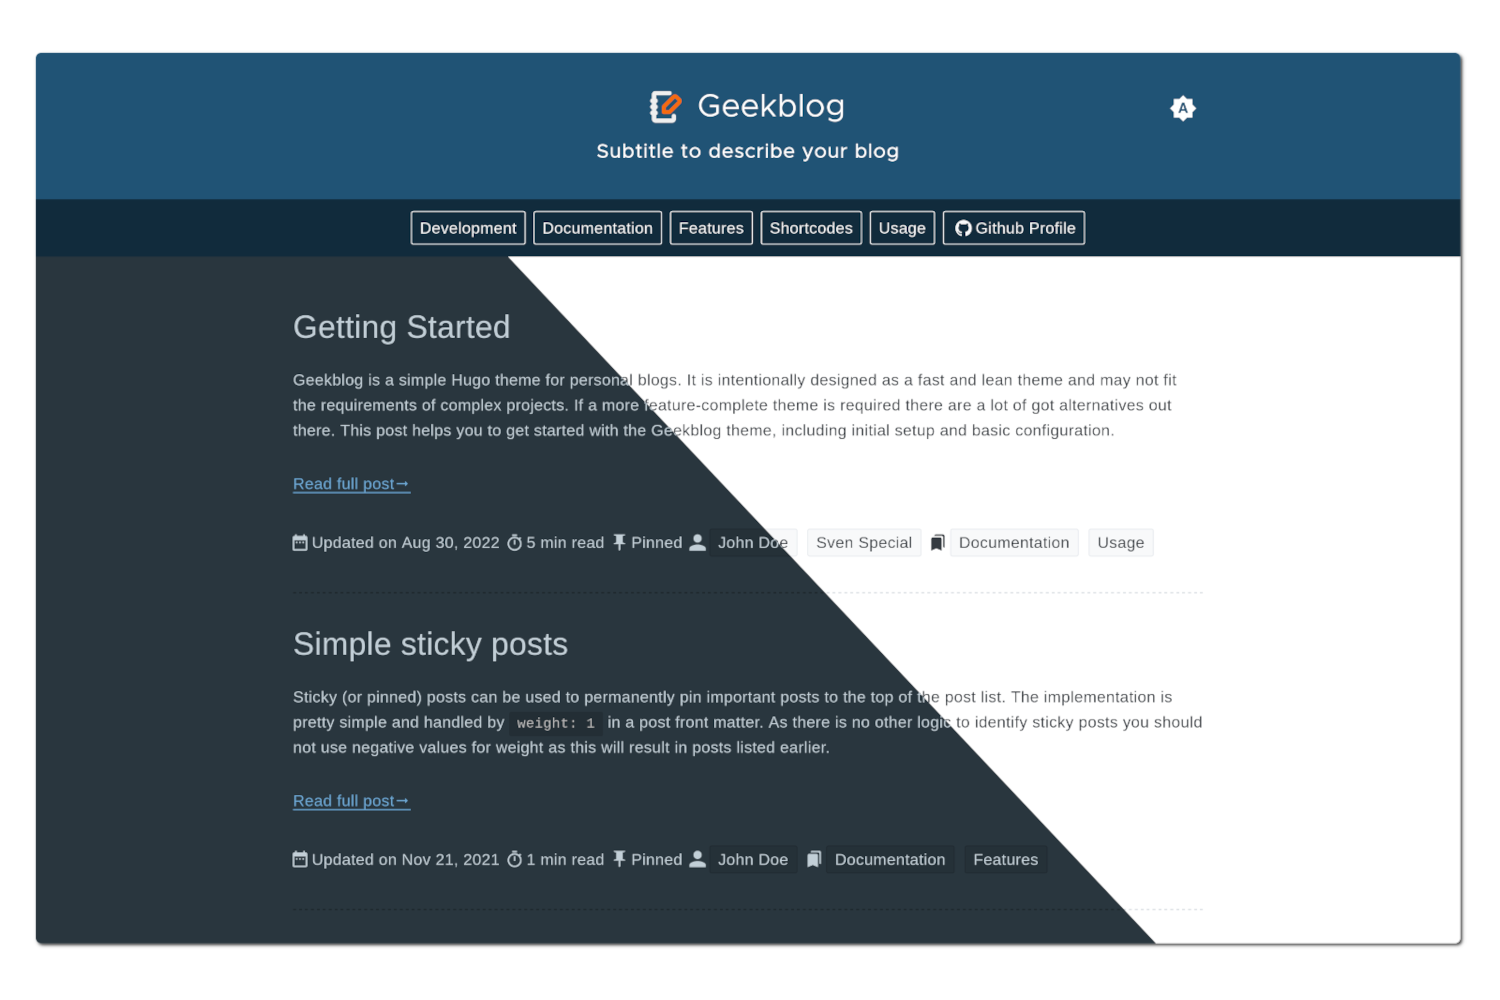 Geekblog
A
Subtitle to describe your blog
Development Documentation Features Shortcodes Usage Github Profile
Getting Started
Geekblog is a simple Hugo theme for personal blogs. It is intentionally designed as a fast and lean theme and may not fit
the requirements of complex projects. If a more feature-complete theme is required there are a lot of got alternatives out
there. This post helps you to get started with the Geekblog theme, including initial setup and basic configuration.
Read full post→
Updated on Aug 30, 2022 5 min read Pinned John Doe Sven Special Documentation Usage
Simple sticky posts
Sticky (or pinned) posts can be used to permanently pin important posts to the top of the post list. The implementation is
pretty simple and handled by weight: 1 in a post front matter. As there is no other logic to identify sticky posts you should
not use negative values for weight as this will result in posts listed earlier.
Read full post→
Updated on Nov 21, 2021 1 min read Pinned John Doe Documentation Features